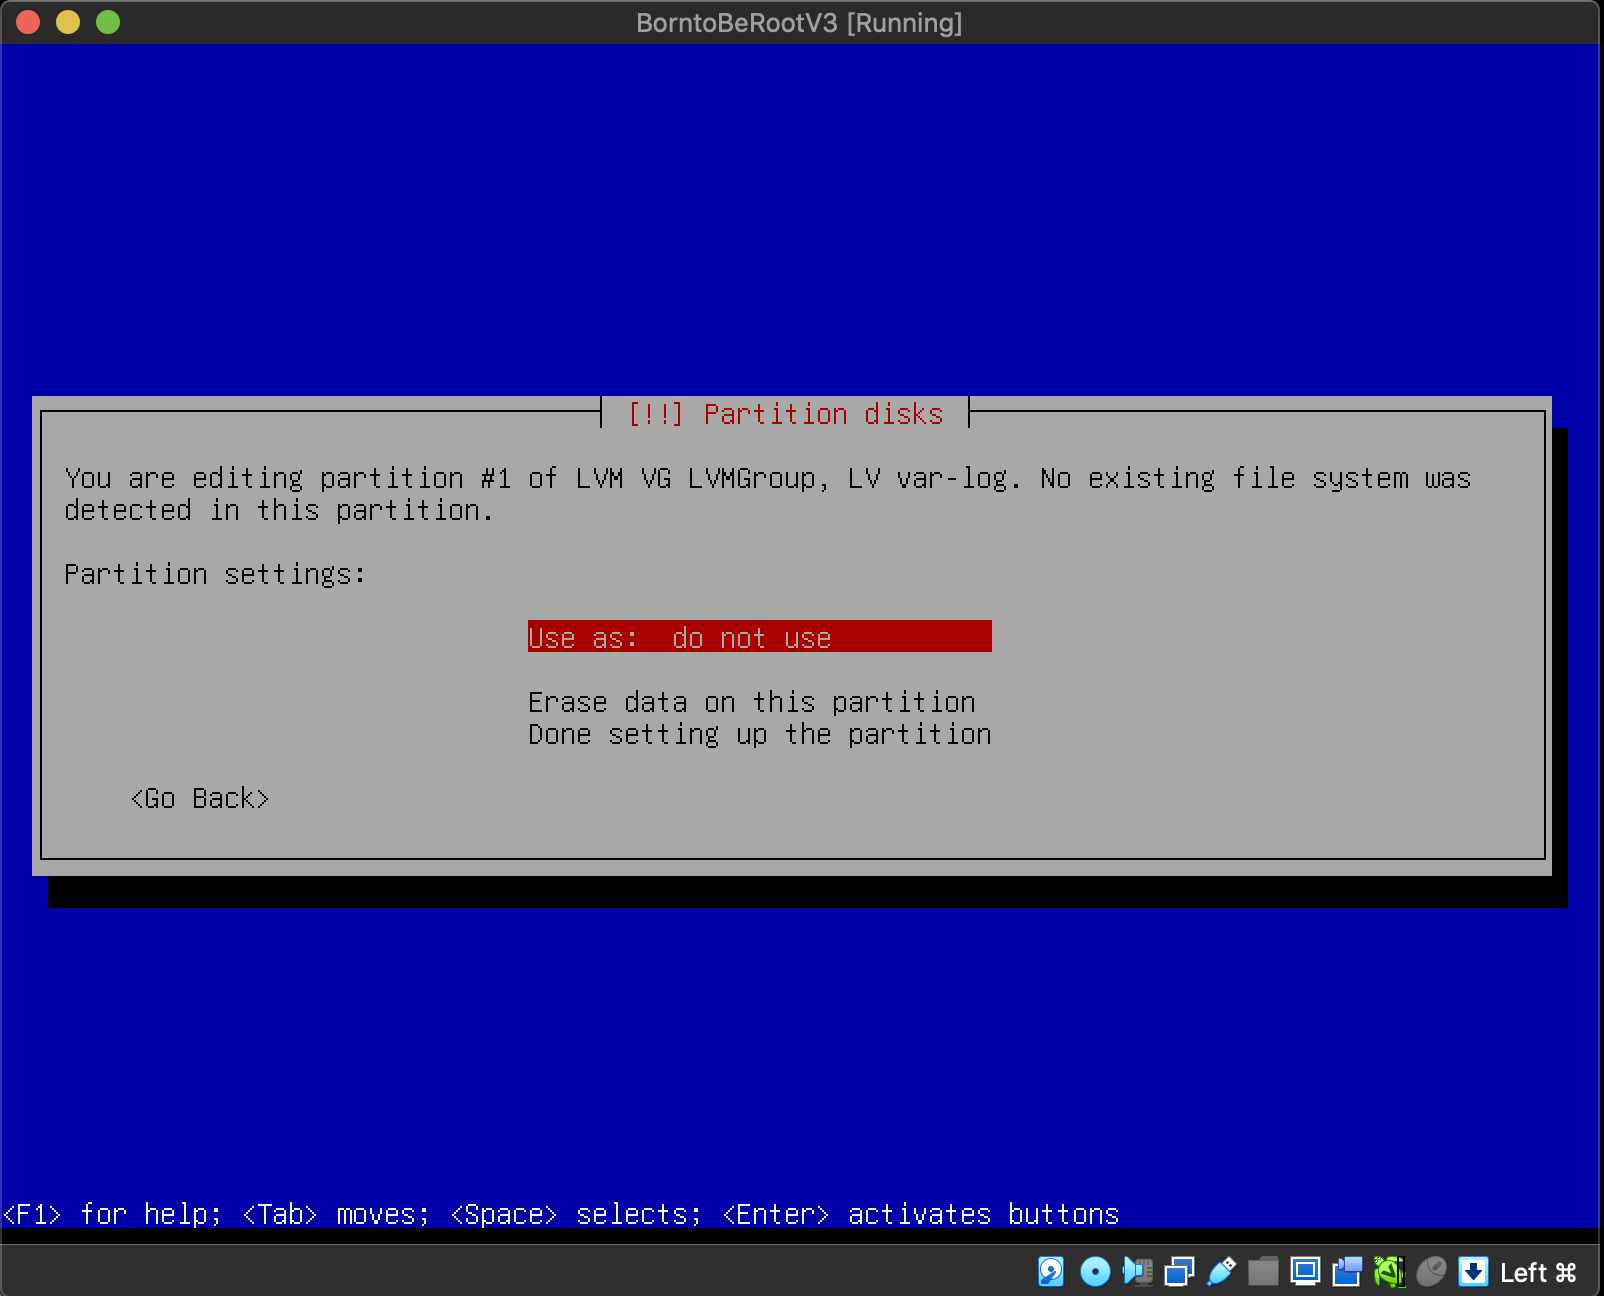 BorntoBeRootV3 [Running]
[!!] Partition disks
You are editing partition #1 of LVM VG LVMGroup, LV var-log. No existing file system was
detected in this partition.
Partition settings:
Use as: do not use
Erase data on this partition
Done setting up the partition
<Go Back>
<F1> for help; <Tab> moves; <Space> selects; <Enter> activates buttons
Left ⌘